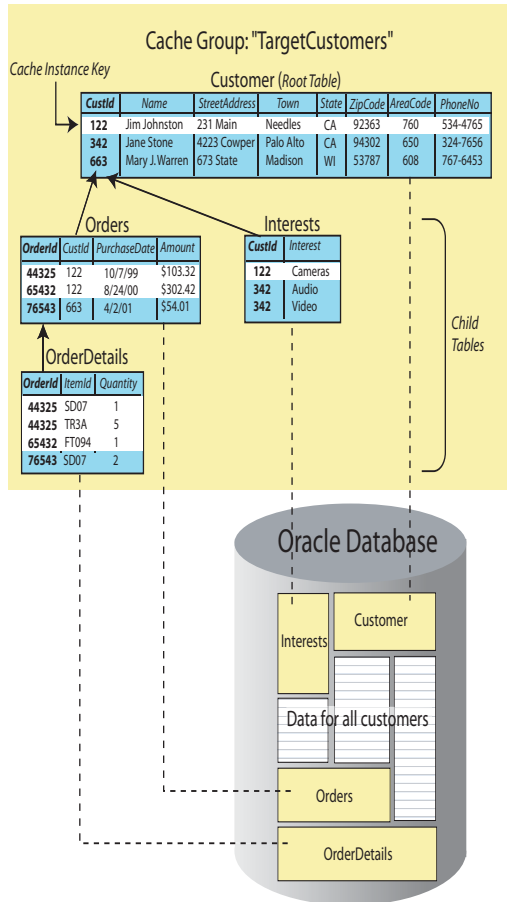 Cache Group: "TargetCustomers"
Cache Instance Key
Customer (Root Table)
CustId Name StreetAddress Town State ZipCode AreaCode PhoneNo
122 Jim Johnston 231 Main Needles CA 92363 760 534-4765
342 Jane Stone 4223 Cowper Palo Alto CA 94302 650 324-7656
663 Mary J.Warren 673 State Madison WI 53787 608 767-6453
Orders
OrderId CustId PurchaseDate Amount
44325 122 10/7/99 $103.32
65432 122 8/24/00 $302.42
76543 663 4/2/01 $54.01
Interests
CustId Interest
122 Cameras
342 Audio
342 Video
Child
Tables
OrderDetails
OrderId ItemId Quantity
44325 SD07 1
44325 TR3A 5
65432 FT094 1
76543 SD07 2
Oracle Database
Interests
Customer
Data for all customers
Orders
OrderDetails